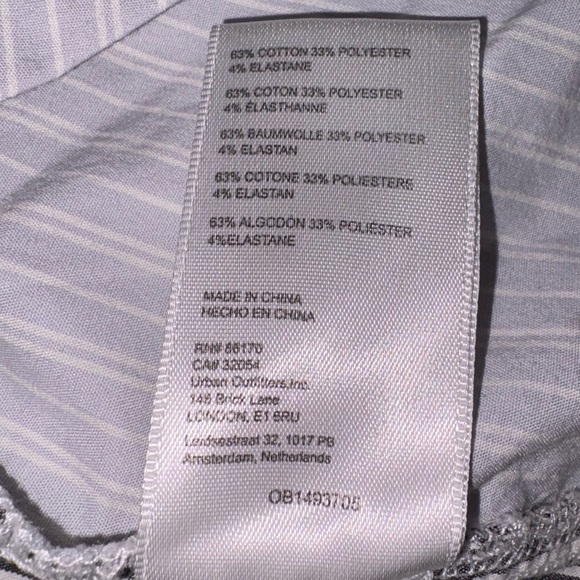 63% COTTON 33% POLYESTER
4% ELASTANE
63% COTON 33% POLYESTER
4% ÉLASTHANNE
63% BAUMWOLLE 33% POLYESTER
4% ELASTAN
63% COTONE 33% POLIESTERE
4% ELASTAN
63% ALGODÓN 33% POLIÉSTER
4%ELASTANE
MADE IN CHINA
HECHO EN CHINA
RN# 66170
CA# 32054
Urban Outfitters,Inc.
146 Brick Lane
LONDON, E1 6RU
Leidsestraat 32, 1017 PB
Amsterdam, Netherlands
OB1493705